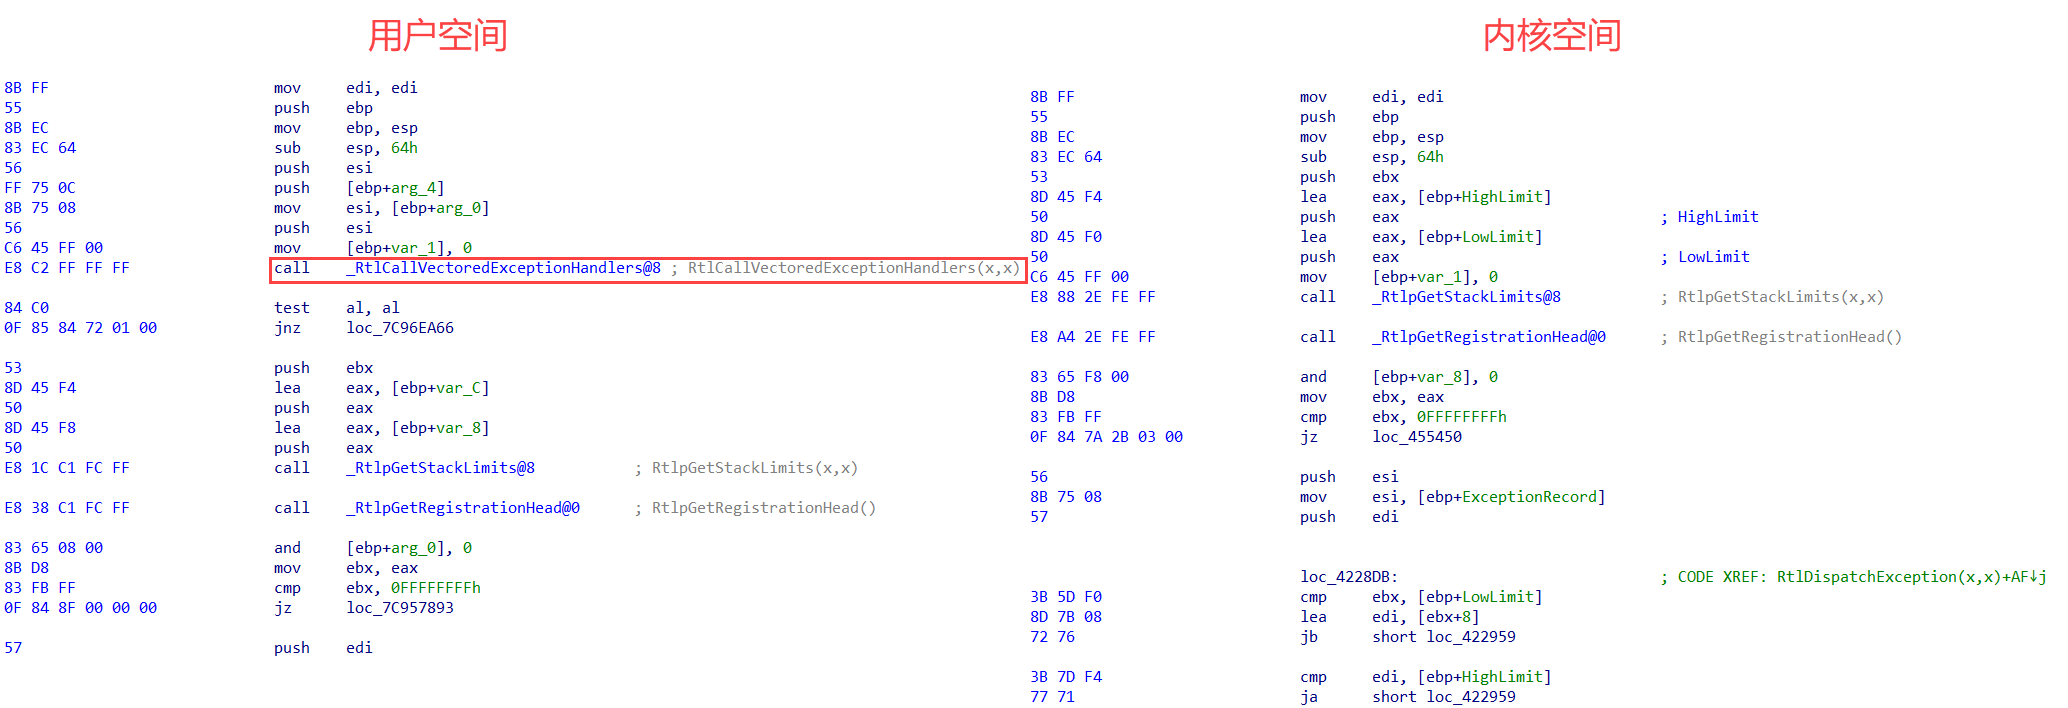 用户空间
8B FF mov edi, edi
55 push ebp
8B EC mov ebp, esp
83 EC 64 sub esp, 64h
56 push esi
FF 75 0C push [ebp+arg_4]
8B 75 08 mov esi, [ebp+arg_0]
56 push esi
C6 45 FF 00 mov [ebp+var_1], 0
E8 C2 FF FF FF call _RtlCallVectoredExceptionHandlers@8 ; RtlCallVectoredExceptionHandlers(x,x)
84 C0 test al, al
0F 85 84 72 01 00 jnz loc_7C96EA66
53 push ebx
8D 45 F4 lea eax, [ebp+var_C]
50 push eax
8D 45 F8 lea eax, [ebp+var_8]
50 push eax
E8 1C C1 FC FF call _RtlpGetStackLimits@8 ; RtlpGetStackLimits(x,x)
E8 38 C1 FC FF call _RtlpGetRegistrationHead@0 ; RtlpGetRegistrationHead()
83 65 08 00 and [ebp+arg_0], 0
8B D8 mov ebx, eax
83 FB FF cmp ebx, 0FFFFFFFFh
0F 84 8F 00 00 00 jz loc_7C957893
57 push edi
内核空间
8B FF mov edi, edi
55 push ebp
8B EC mov ebp, esp
83 EC 64 sub esp, 64h
53 push ebx
8D 45 F4 lea eax, [ebp+HighLimit]
50 push eax ; HighLimit
8D 45 F0 lea eax, [ebp+LowLimit]
50 push eax ; LowLimit
C6 45 FF 00 mov [ebp+var_1], 0
E8 88 2E FE FF call _RtlpGetStackLimits@8 ; RtlpGetStackLimits(x,x)
E8 A4 2E FE FF call _RtlpGetRegistrationHead@0 ; RtlpGetRegistrationHead()
83 65 F8 00 and [ebp+var_8], 0
8B D8 mov ebx, eax
83 FB FF cmp ebx, 0FFFFFFFFh
0F 84 7A 2B 03 00 jz loc_455450
56 push esi
8B 75 08 mov esi, [ebp+ExceptionRecord]
57 push edi
loc_4228DB: ; CODE XREF: RtlDispatchException(x,x)+AF↓j
3B 5D F0 cmp ebx, [ebp+LowLimit]
8D 7B 08 lea edi, [ebx+8]
72 76 jb short loc_422959
3B 7D F4 cmp edi, [ebp+HighLimit]
77 71 ja short loc_422959